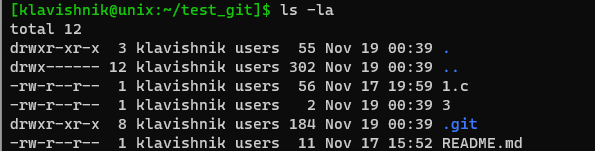 [klavishnik@unix:~/test_git]$ ls -la
total 12
drwxr-xr-x  3 klavishnik users  55 Nov 19 00:39 .
drwx------ 12 klavishnik users 302 Nov 19 00:39 ..
-rw-r--r--  1 klavishnik users  56 Nov 17 19:59 1.c
-rw-r--r--  1 klavishnik users   2 Nov 19 00:39 3
drwxr-xr-x  8 klavishnik users 184 Nov 19 00:39 .git
-rw-r--r--  1 klavishnik users  11 Nov 17 15:52 README.md